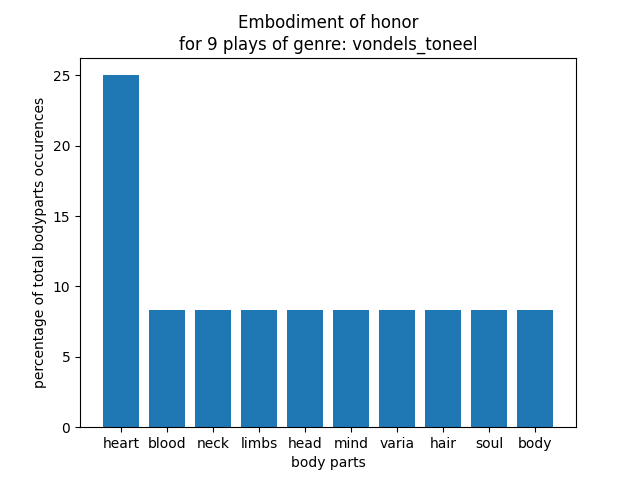 Embodiment of honor
for 9 plays of genre: vondels_toneel
percentage of total bodyparts occurences
25
20
15
10
5
0
heart blood neck limbs head mind varia hair soul body
body parts